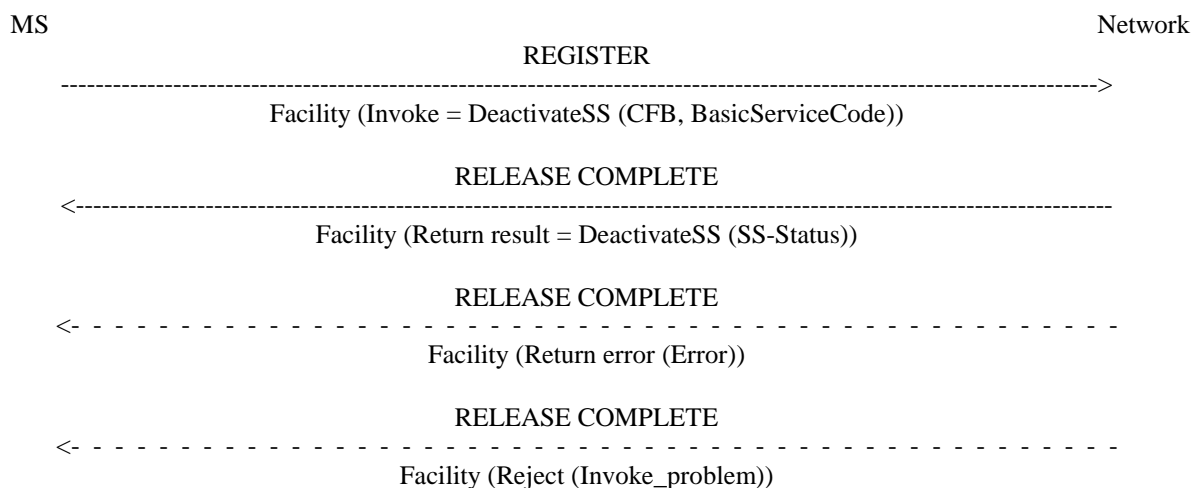 MS Network
REGISTER
Facility (Invoke = DeactivateSS (CFB, BasicServiceCode))
RELEASE COMPLETE
Facility (Return result = DeactivateSS (SS-Status))
RELEASE COMPLETE
Facility (Return error (Error))
RELEASE COMPLETE
Facility (Reject (Invoke_problem))